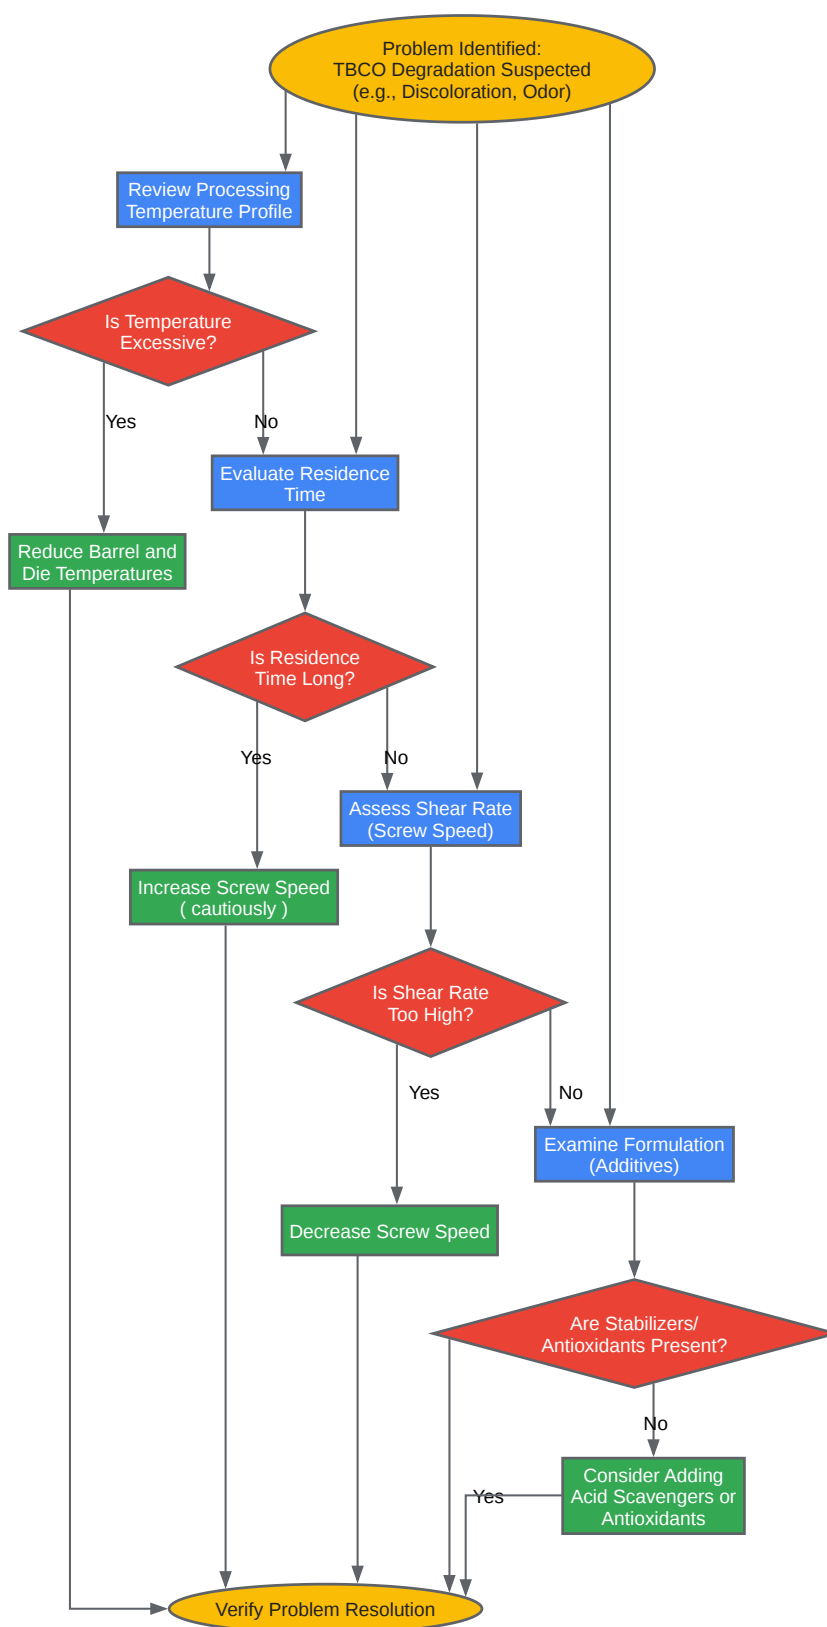 Problem Identified:
TBCO Degradation Suspected
(e.g., Discoloration, Odor)
Review Processing
Temperature Profile
Is Temperature
Excessive?
Yes
No
Evaluate Residence
Time
Reduce Barrel and
Die Temperatures
Is Residence
Time Long?
Yes
No
Assess Shear Rate
(Screw Speed)
Increase Screw Speed
( cautiously )
Is Shear Rate
Too High?
Yes
No
Examine Formulation
(Additives)
Decrease Screw Speed
Are Stabilizers/
Antioxidants Present?
No
Consider Adding
Acid Scavengers or
Antioxidants
Yes
Verify Problem Resolution